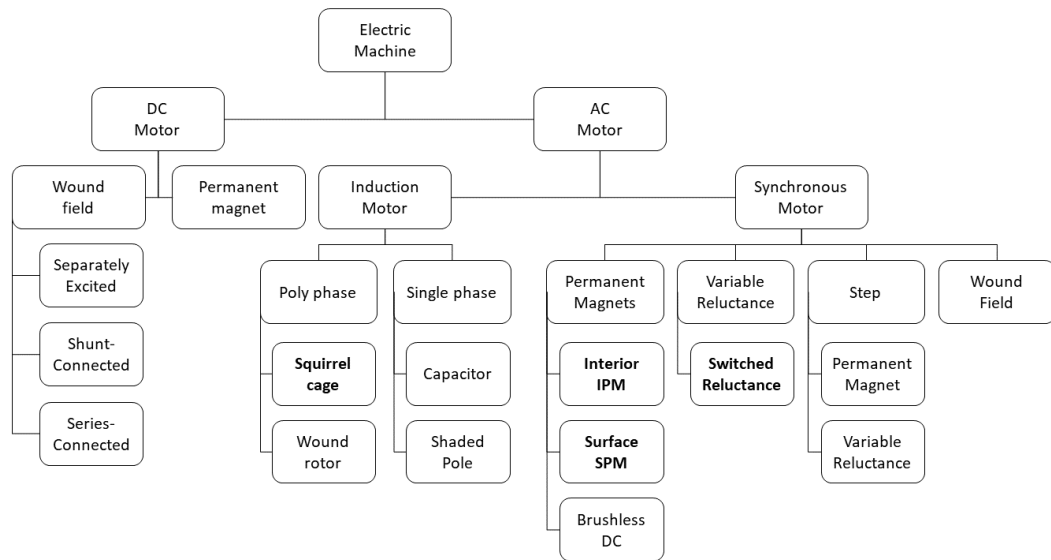 Electric
Machine
DC
Motor
AC
Motor
Wound
field
Permanent
magnet
Induction
Motor
Synchronous
Motor
Separately
Excited
Poly phase
Single phase
Permanent
Magnets
Variable
Reluctance
Step
Wound
Field
Shunt-
Connected
Squirrel
cage
Capacitor
Interior
IPM
Switched
Reluctance
Permanent
Magnet
Series-
Connected
Wound
rotor
Shaded
Pole
Surface
SPM
Variable
Reluctance
Brushless
DC